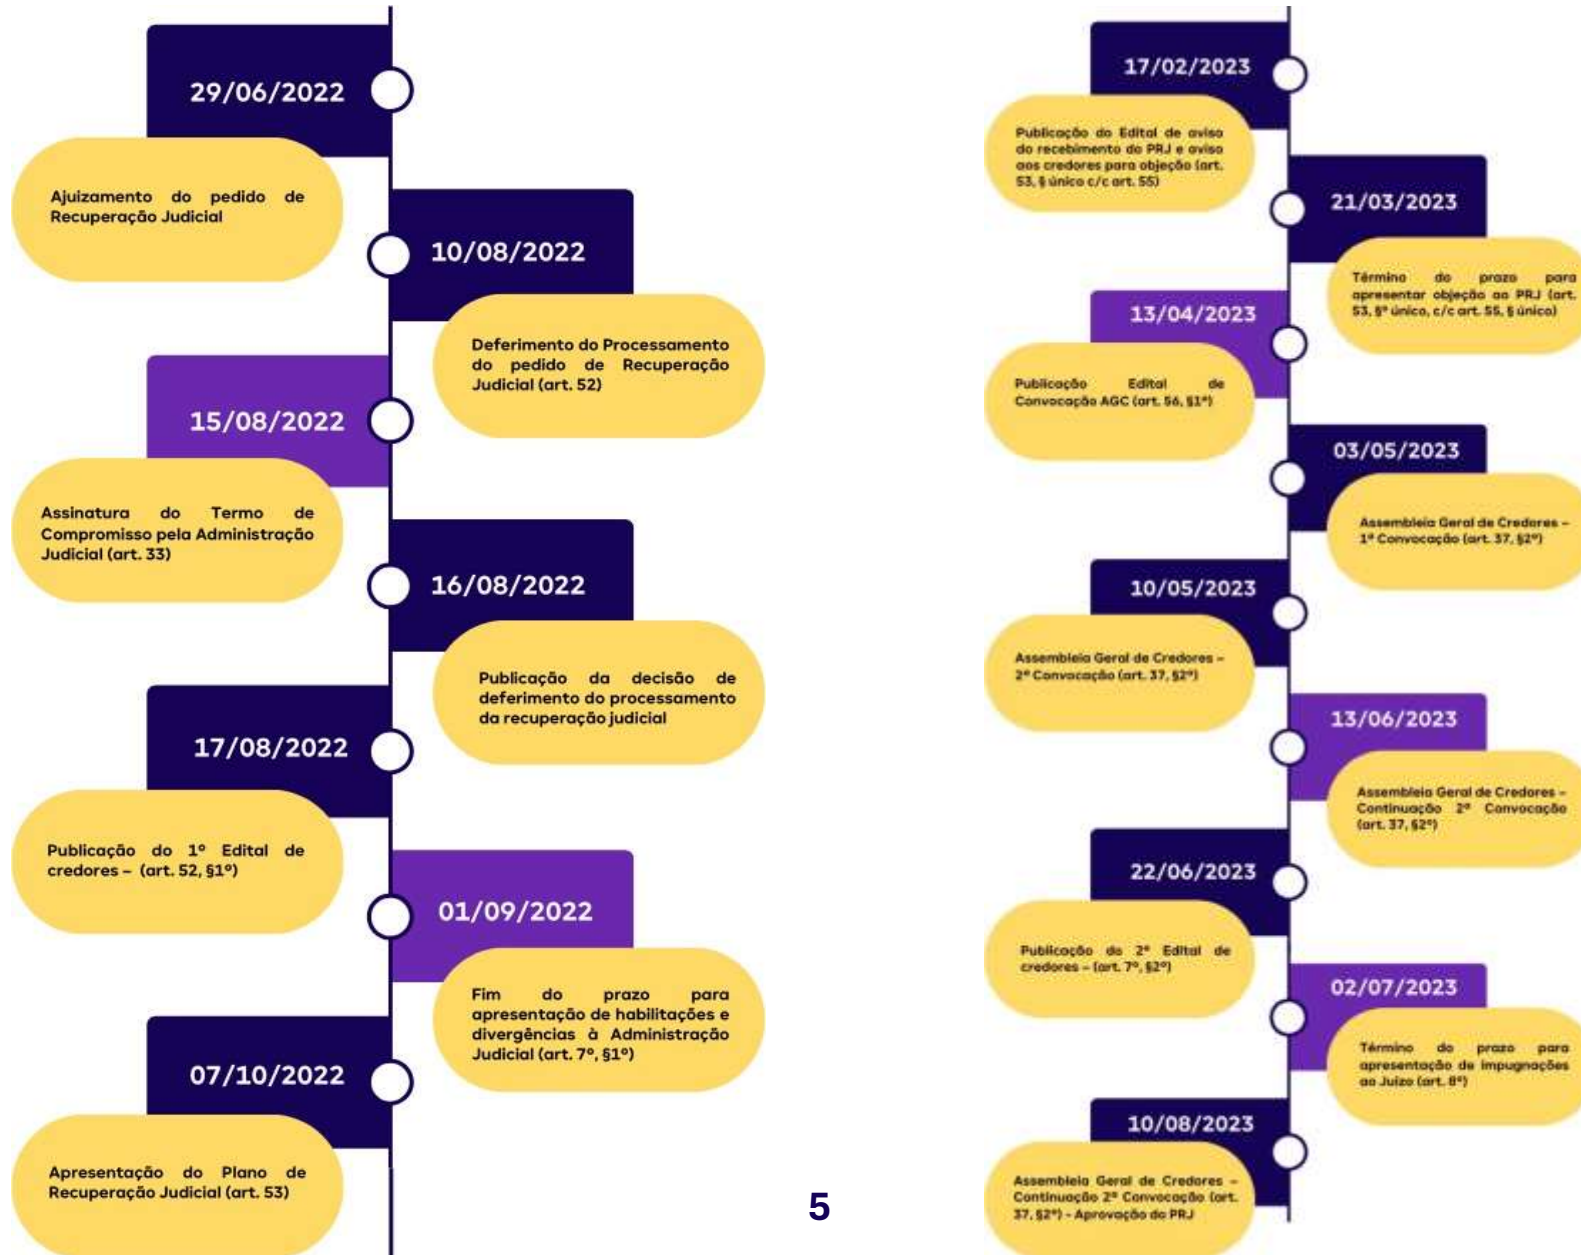 29/06/2022
Ajuizamento do pedido de
Recuperação Judicial
10/08/2022
Deferimento do Processamento
do pedido de Recuperação
Judicial (art. 52)
15/08/2022
Assinatura do Termo de
Compromisso pela Administração
Judicial (art. 33)
16/08/2022
Publicação da decisão de
deferimento do processamento
da recuperação judicial
17/08/2022
Publicação do 1º Edital de
credores – (art. 52, §1º)
01/09/2022
Fim do prazo para
apresentação de habilitações e
divergências à Administração
Judicial (art. 7º, §1º)
07/10/2022
Apresentação do Plano de
Recuperação Judicial (art. 53)
5
17/02/2023
Publicação do Edital de aviso
do recebimento do PRJ e aviso
aos credores para objeção (art.
53, § único c/c art. 55)
21/03/2023
Término do prazo para
apresentar objeção ao PRJ (art.
53, §º único, c/c art. 55, § único)
13/04/2023
Publicação Edital de
Convocação AGC (art. 56, §1º)
03/05/2023
Assembleia Geral de Credores –
1ª Convocação (art. 37, §2º)
10/05/2023
Assembleia Geral de Credores –
2ª Convocação (art. 37, §2º)
13/06/2023
Assembleia Geral de Credores –
Continuação 2ª Convocação
(art. 37, §2º)
22/06/2023
Publicação do 2º Edital de
credores – (art. 7º, §2º)
02/07/2023
Término do prazo para
apresentação de impugnações
ao Juízo (art. 8º)
10/08/2023
Assembleia Geral de Credores –
Continuação 2ª Convocação (art.
37, §2º) - Aprovação do PRJ